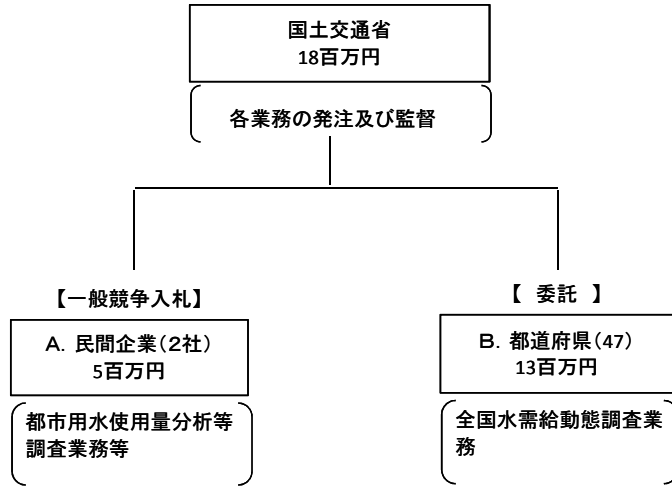 国土交通省
18百万円
各業務の発注及び監督
【一般競争入札】
A. 民間企業(2社)
5百万円
都市用水使用量分析等
調査業務等
【 委託 】
B. 都道府県(47)
13百万円
全国水需給動態調査業
務